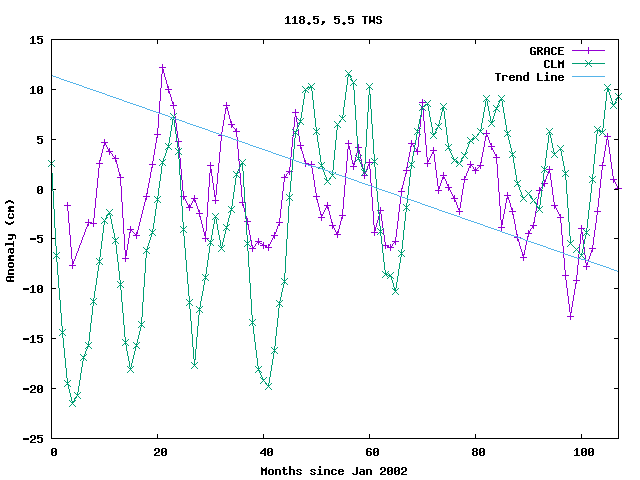 118.5, 5.5 TWS
GRACE
CLM
Trend Line
15
10
5
0
-5
-10
-15
-20
-25
Anomaly (cm)
0 20 40 60 80 100
Months since Jan 2002